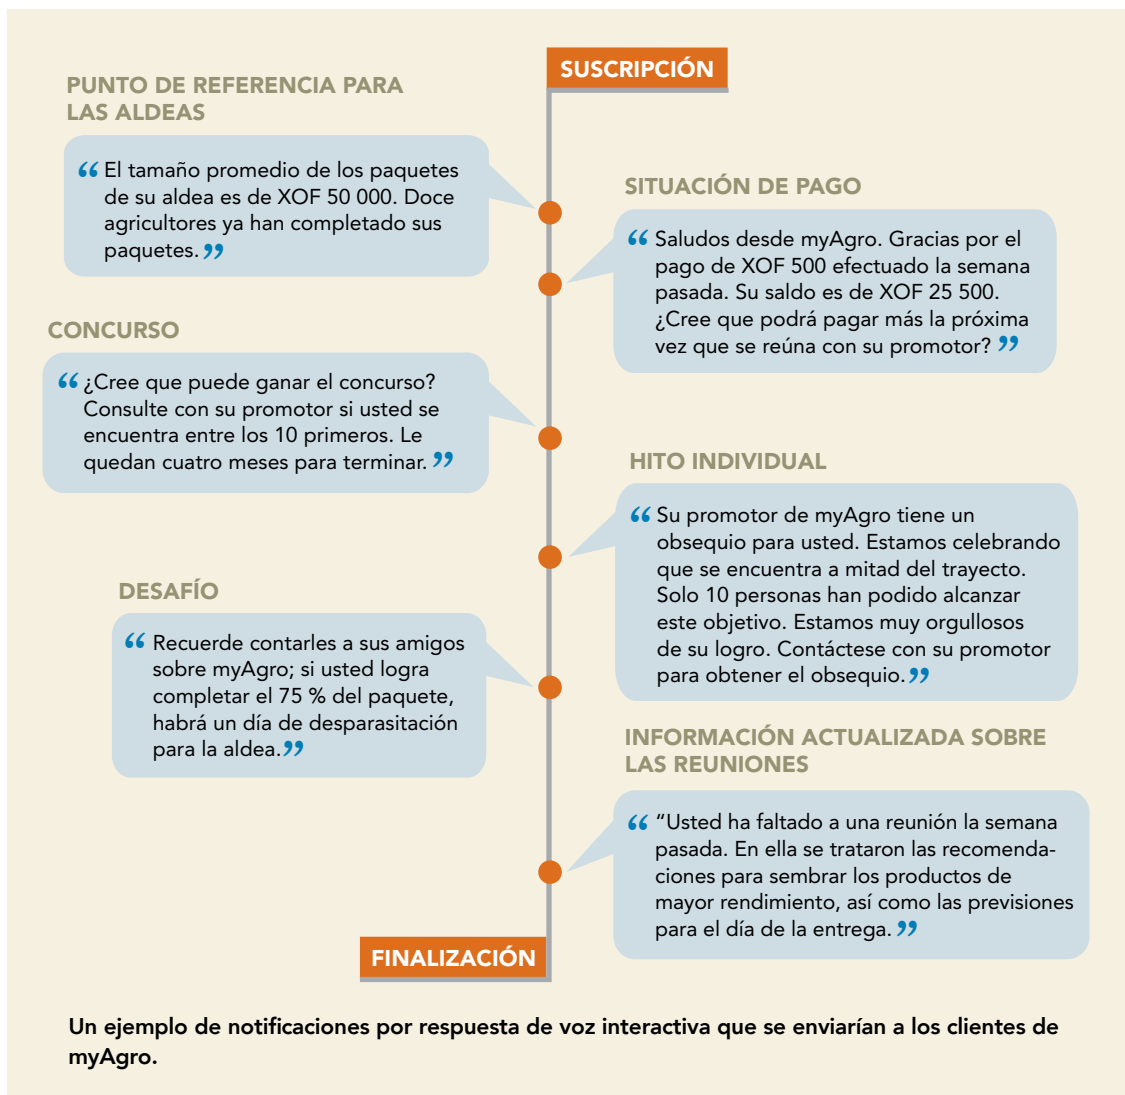 SUSCRIPCIÓN
PUNTO DE REFERENCIA PARA
LAS ALDEAS
“ El tamaño promedio de los paquetes
de su aldea es de XOF 50 000. Doce
agricultores ya han completado sus
paquetes. ”
SITUACIÓN DE PAGO
“ Saludos desde myAgro. Gracias por el
pago de XOF 500 efectuado la semana
pasada. Su saldo es de XOF 25 500.
¿Cree que podrá pagar más la próxima
vez que se reúna con su promotor? ”
CONCURSO
“ ¿Cree que puede ganar el concurso?
Consulte con su promotor si usted se
encuentra entre los 10 primeros. Le
quedan cuatro meses para terminar. ”
HITO INDIVIDUAL
“ Su promotor de myAgro tiene un
obsequio para usted. Estamos celebrando
que se encuentra a mitad del trayecto.
Solo 10 personas han podido alcanzar
este objetivo. Estamos muy orgullosos
de su logro. Contáctese con su promotor
para obtener el obsequio. ”
DESAFÍO
“ Recuerde contarles a sus amigos
sobre myAgro; si usted logra
completar el 75 % del paquete,
habrá un día de desparasitación
para la aldea. ”
INFORMACIÓN ACTUALIZADA SOBRE
LAS REUNIONES
“ “Usted ha faltado a una reunión la semana
pasada. En ella se trataron las recomenda-
ciones para sembrar los productos de
mayor rendimiento, así como las previsiones
para el día de la entrega. ”
FINALIZACIÓN
Un ejemplo de notificaciones por respuesta de voz interactiva que se enviarían a los clientes de
myAgro.